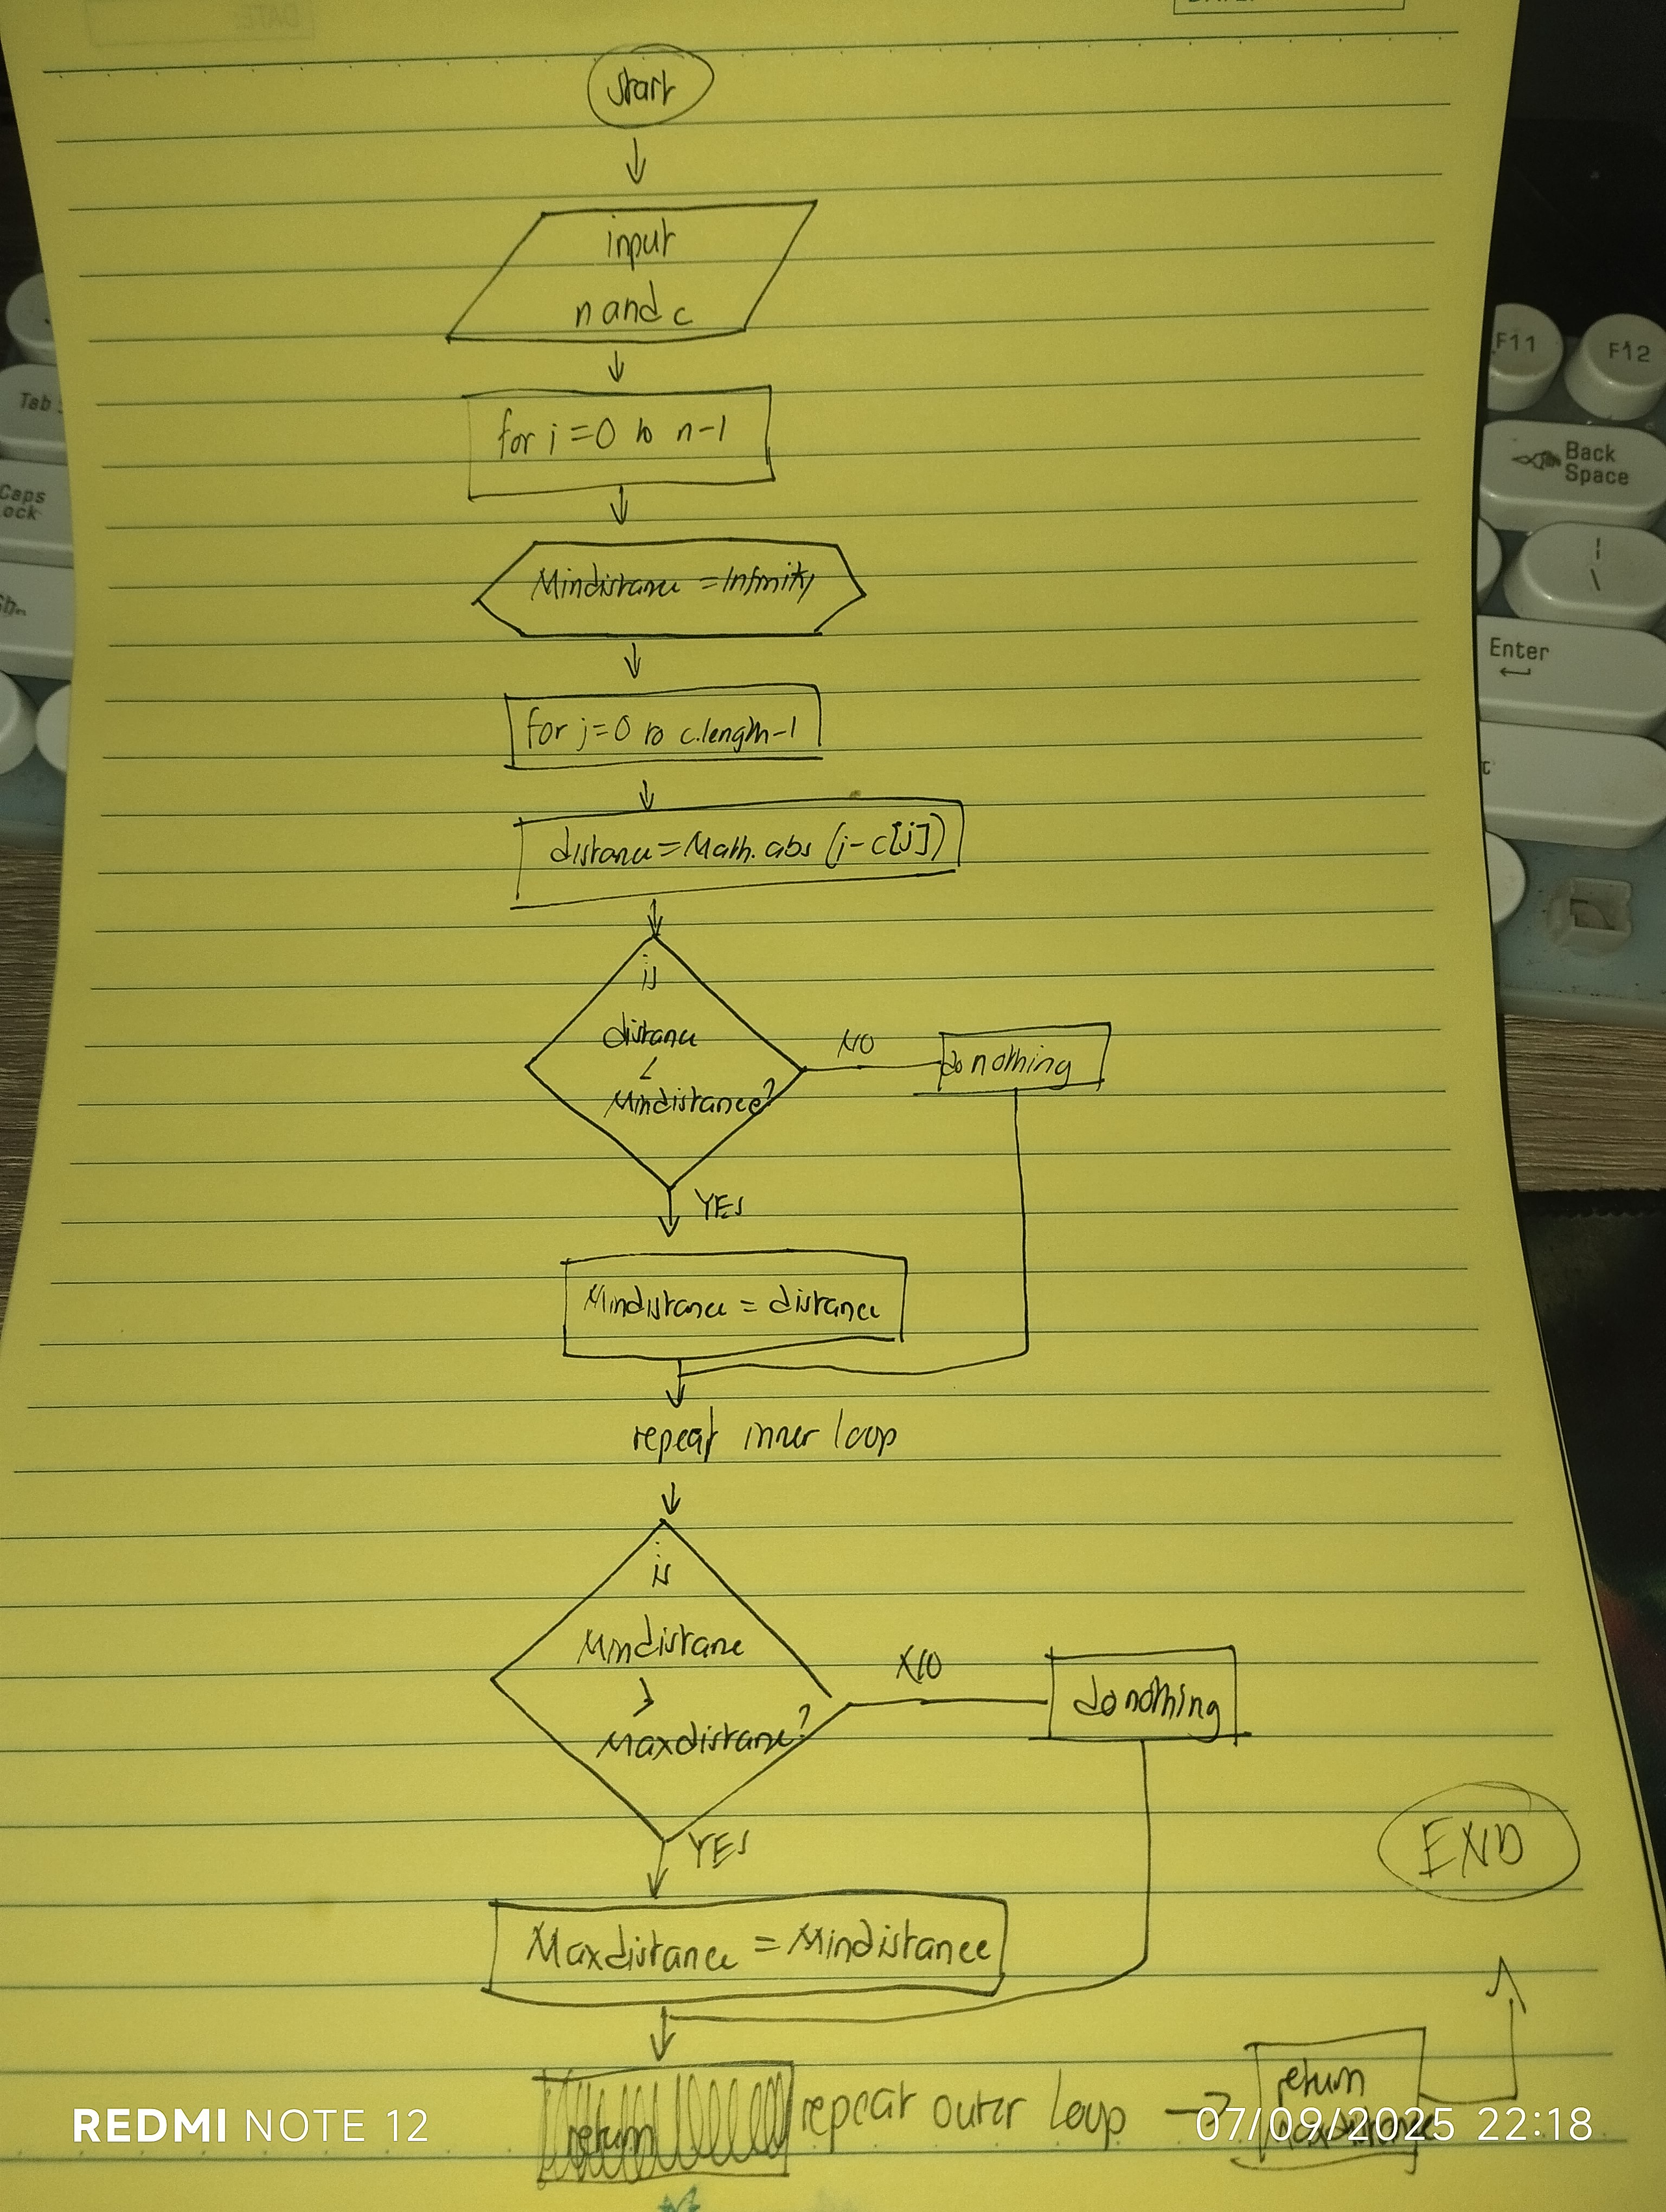 DATE:
start
input
n and c
for i=0 to n-1
Mindistance = Infinity
for j=0 to c.length-1
distance = Math.abs (i-c[j])
is
distance
<
Mindistance?
NO
do nothing
YES
Mindistance = distance
repeat inner loop
is
Mindistance
>
Maxdistance?
NO
do nothing
YES
END
Maxdistance = Mindistance
return
repeat outer loop
return
Maxdistance
REDMI NOTE 12
07/09/2025 22:18
Tab
Caps
Lock
F11
F12
Back
Space
Enter